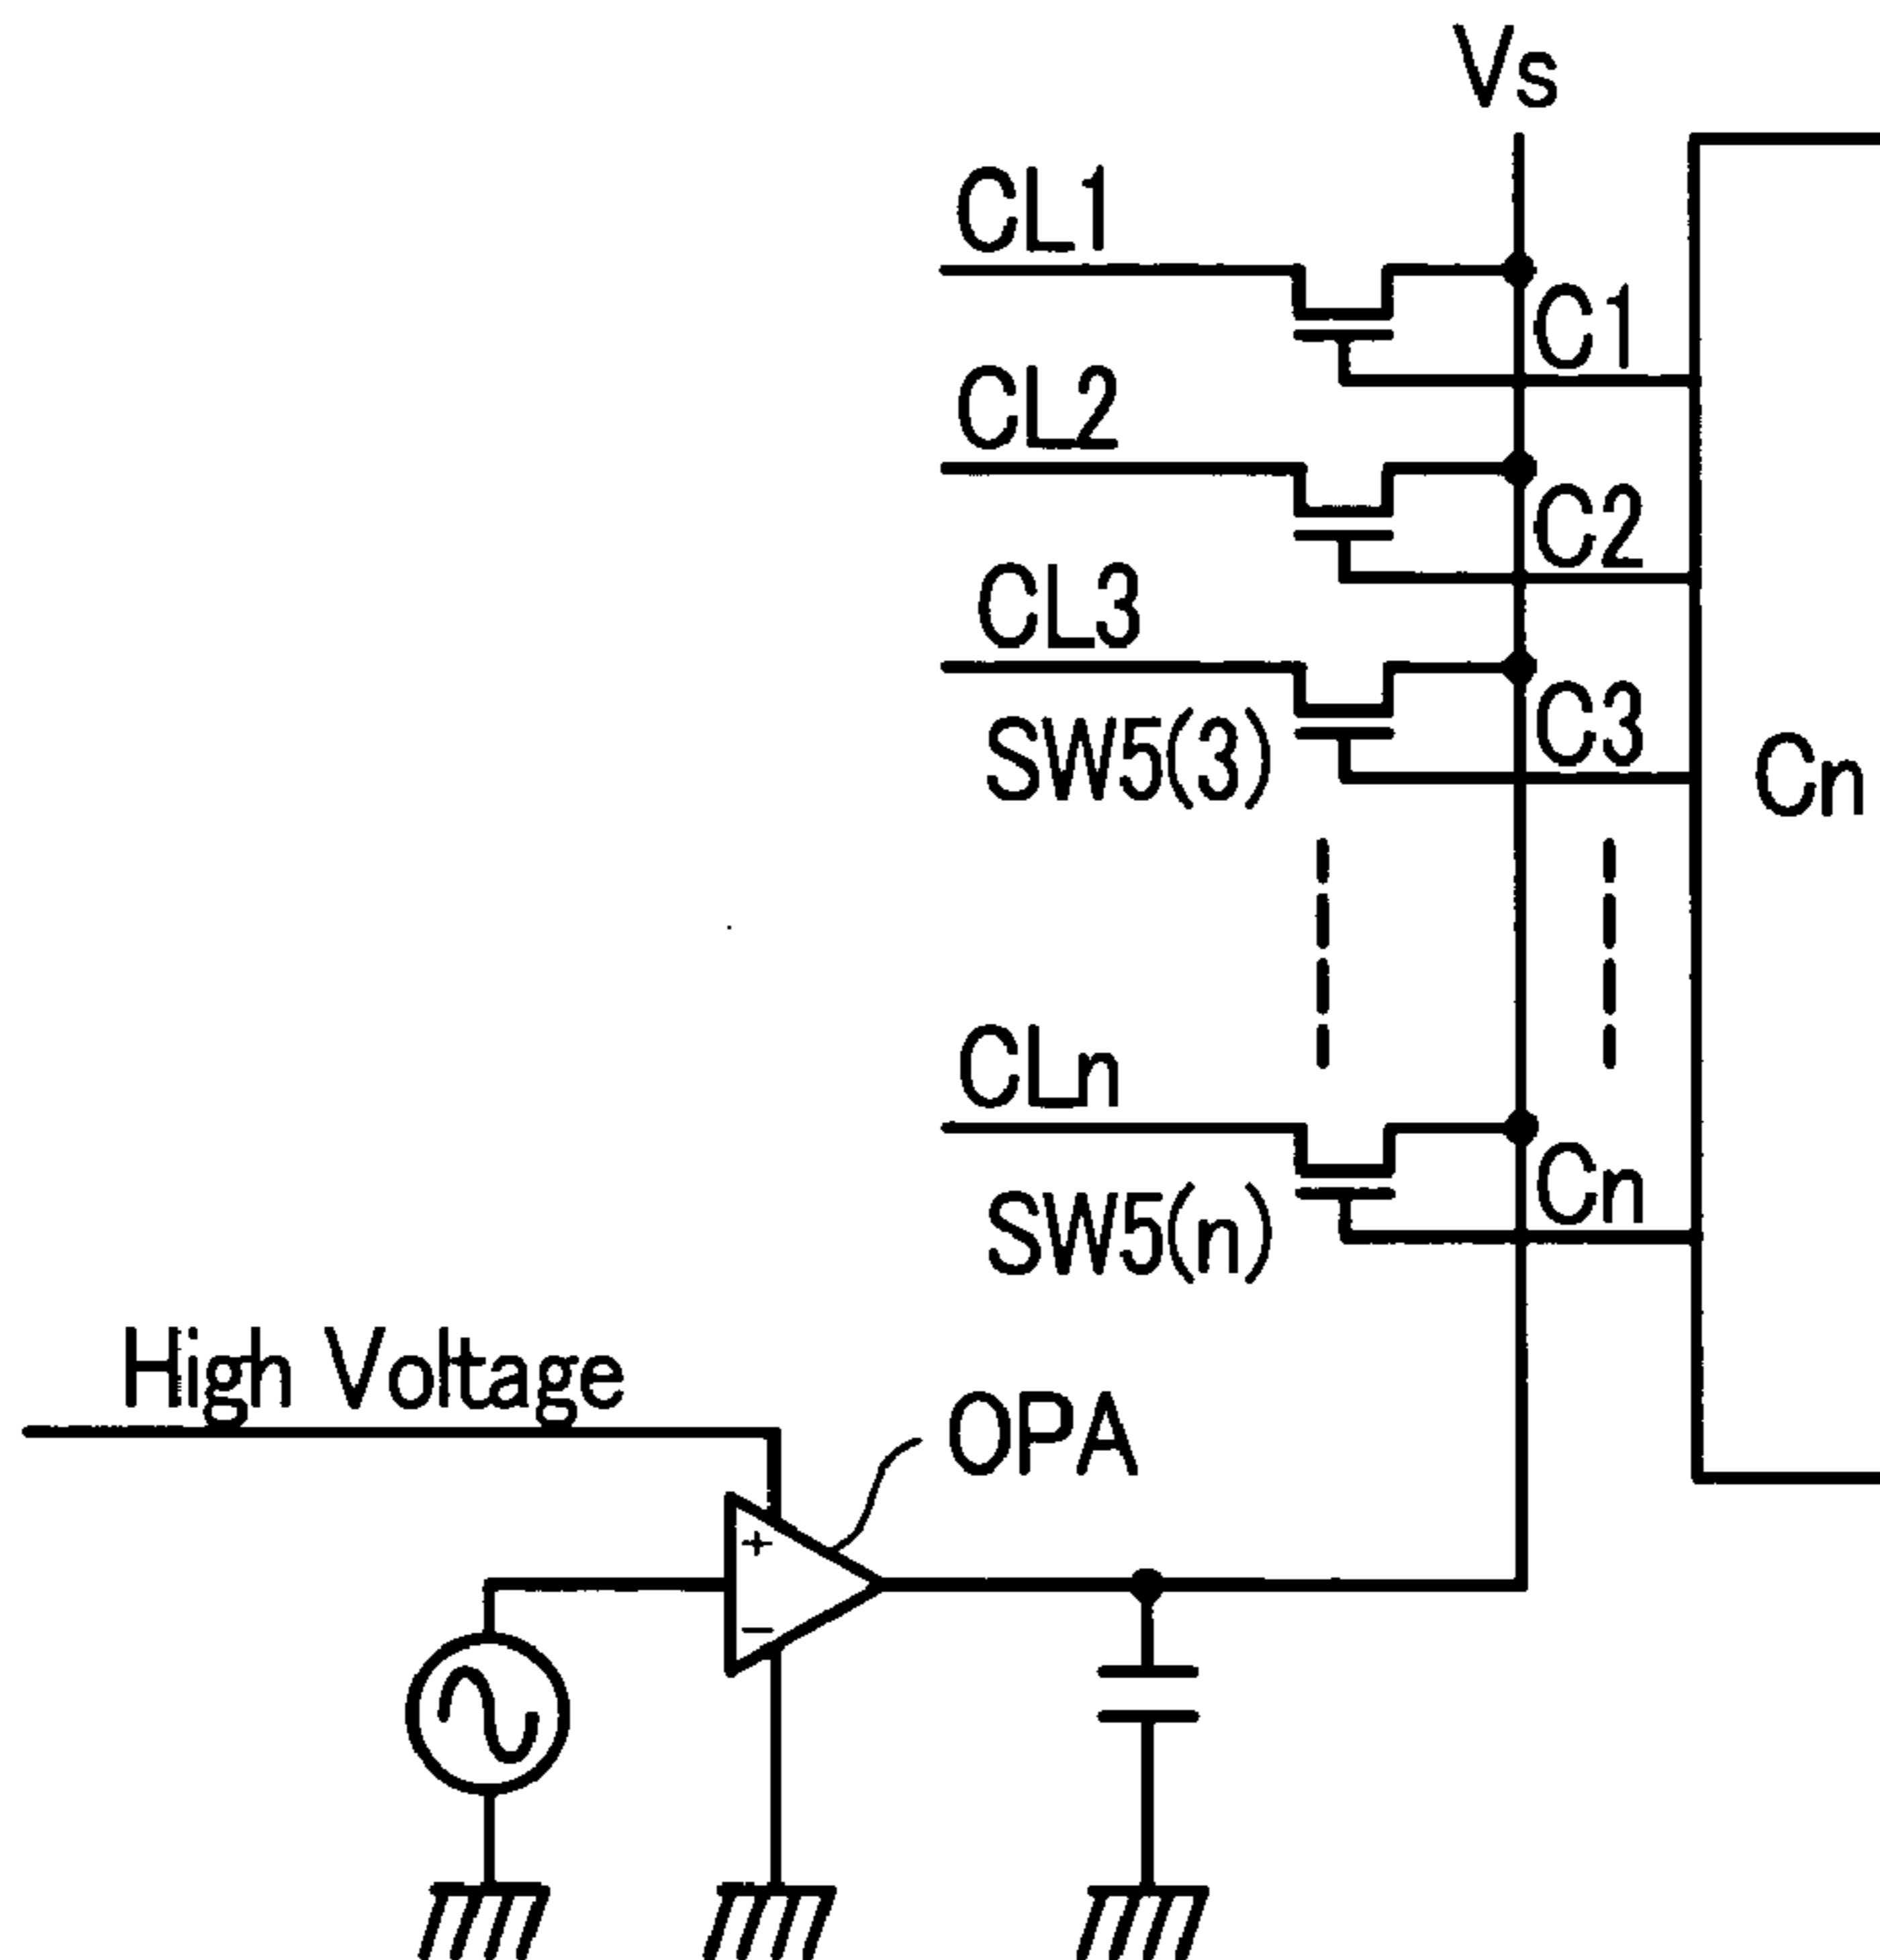 Vs
CL1
C1
CL2
C2
CL3
C3
SW5(3)
Cn
CLn
Cn
SW5(n)
High Voltage
OPA
+
−